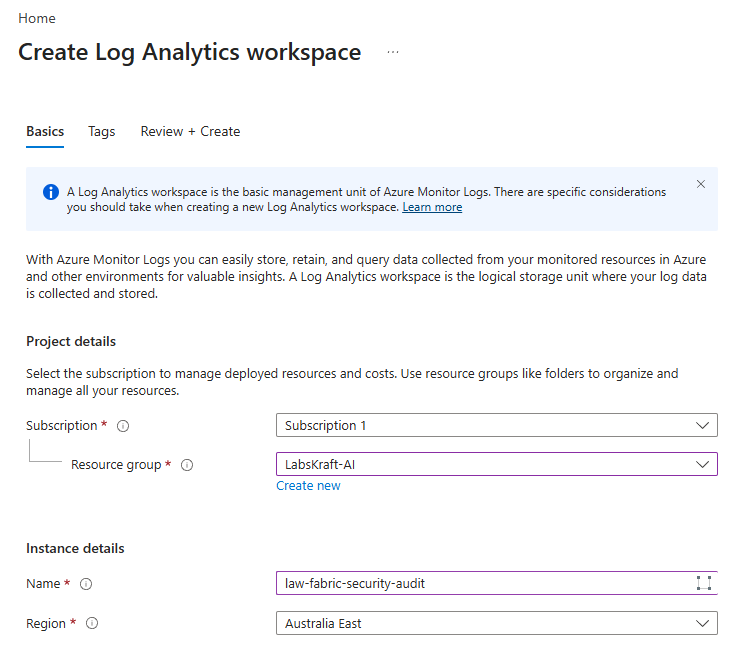 Home
Create Log Analytics workspace ...
Basics Tags Review + Create
A Log Analytics workspace is the basic management unit of Azure Monitor Logs. There are specific considerations
you should take when creating a new Log Analytics workspace. Learn more
With Azure Monitor Logs you can easily store, retain, and query data collected from your monitored resources in Azure
and other environments for valuable insights. A Log Analytics workspace is the logical storage unit where your log data
is collected and stored.
Project details
Select the subscription to manage deployed resources and costs. Use resource groups like folders to organize and
manage all your resources.
Subscription * Subscription 1
Resource group * LabsKraft-AI
Create new
Instance details
Name * law-fabric-security-audit
Region * Australia East